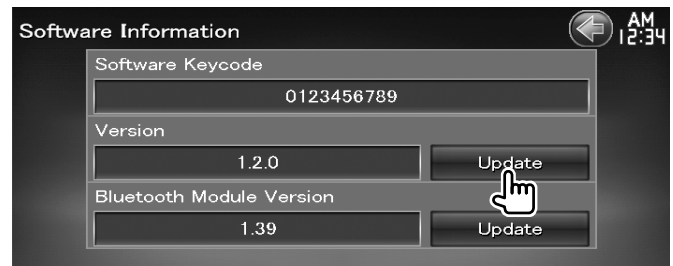 Software Information
AM
12:34
Software Keycode
0123456789
Version
1.2.0
Update
Bluetooth Module Version
1.39
Update